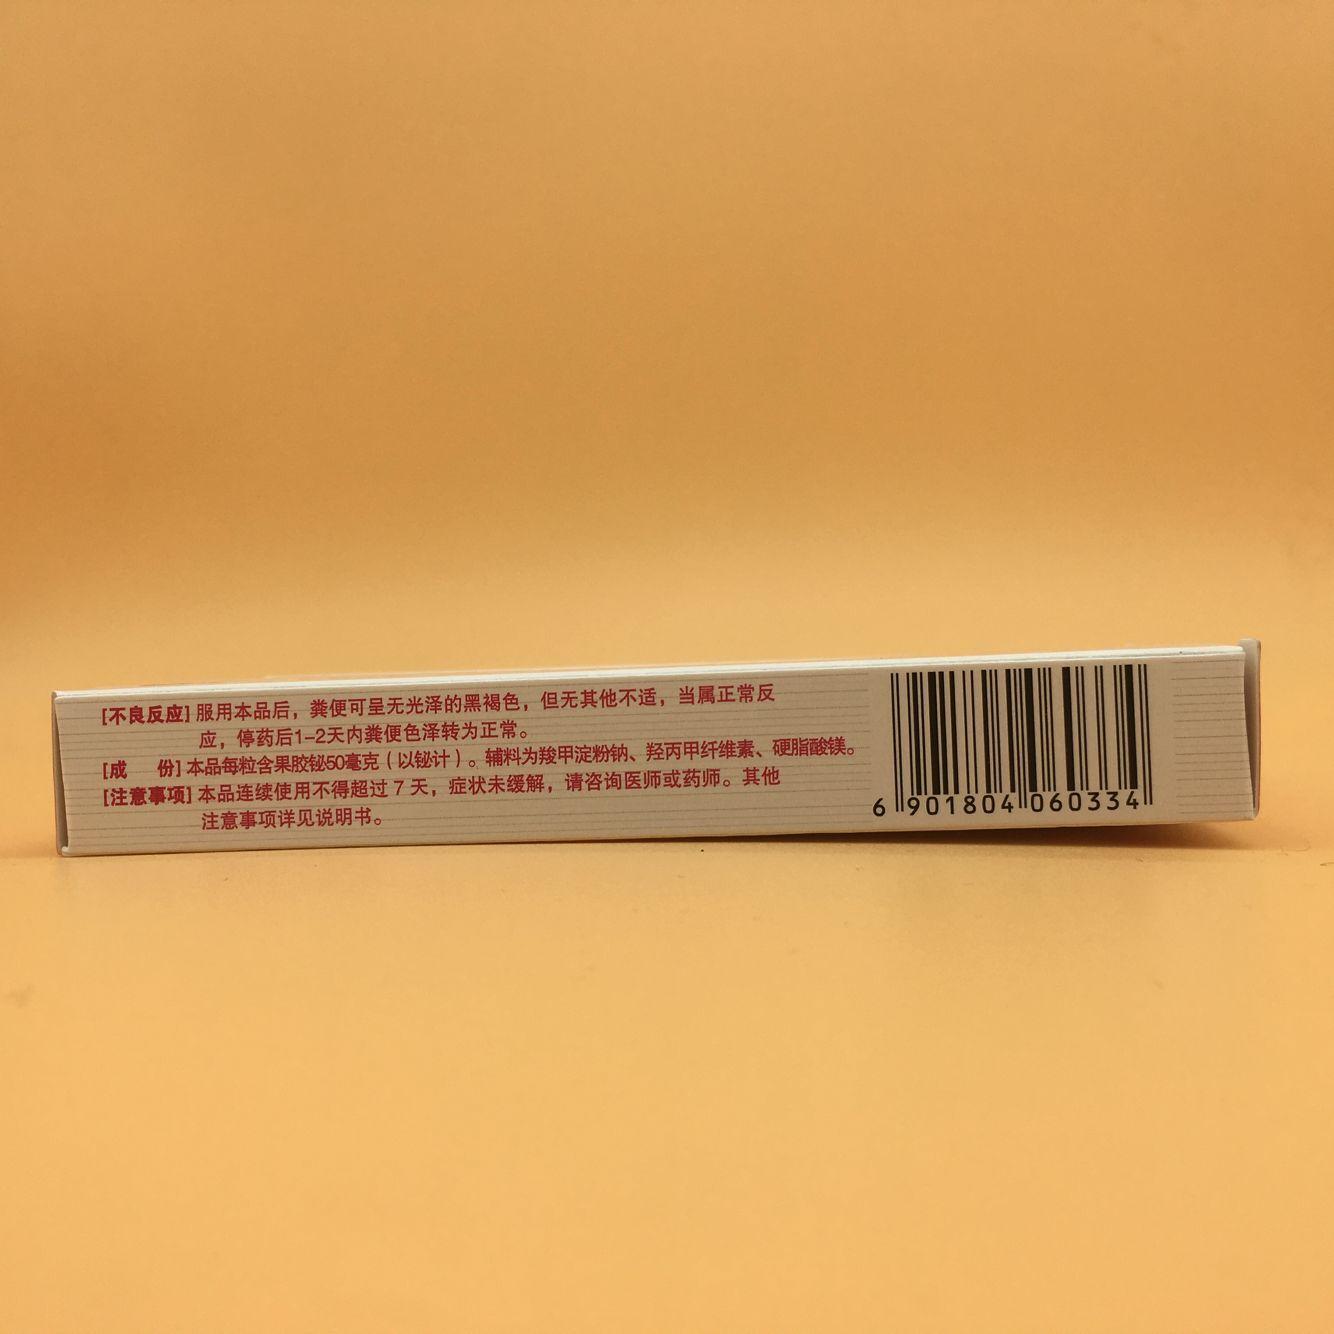 [不良反应] 服用本品后，粪便可呈无光泽的黑褐色，但无其他不适，当属正常反
应，停药后1-2天内粪便色泽转为正常。
[成 份] 本品每粒含果胶铋50毫克（以铋计）。辅料为羧甲淀粉钠、羟丙甲纤维素、硬脂酸镁。
[注意事项] 本品连续使用不得超过 7 天，症状未缓解，请咨询医师或药师。其他
注意事项详见说明书。
6 901804 060334